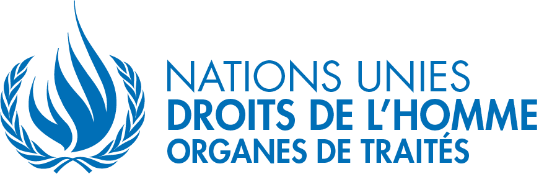 NATIONS UNIES
DROITS DE L'HOMME
ORGANES DE TRAITÉS